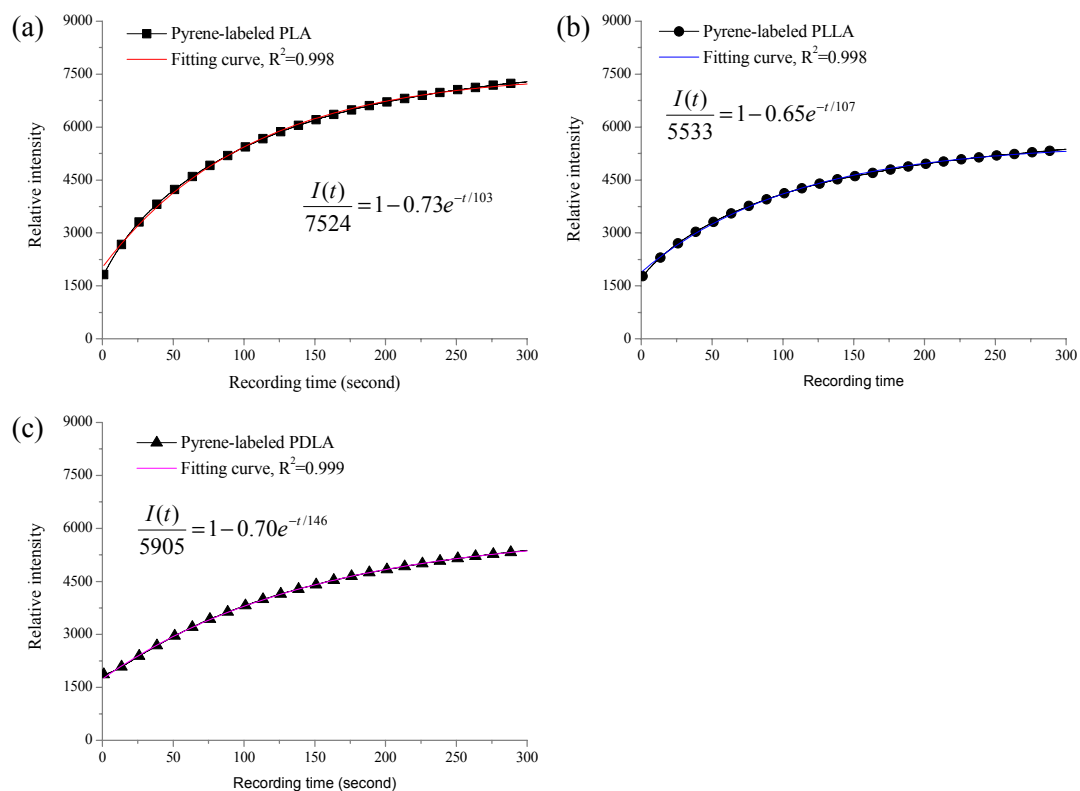 (a)
Pyrene-labeled PLA
Fitting curve, R²=0.998
I(t)/7524 = 1 − 0.73e^{−t/103}
Relative intensity
9000
7500
6000
4500
3000
1500
0
0 50 100 150 200 250 300
Recording time (second)
(b)
Pyrene-labeled PLLA
Fitting curve, R²=0.998
I(t)/5533 = 1 − 0.65e^{−t/107}
Relative intensity
9000
7500
6000
4500
3000
1500
0
0 50 100 150 200 250 300
Recording time
(c)
Pyrene-labeled PDLA
Fitting curve, R²=0.999
I(t)/5905 = 1 − 0.70e^{−t/146}
Relative intensity
9000
7500
6000
4500
3000
1500
0
0 50 100 150 200 250 300
Recording time (second)